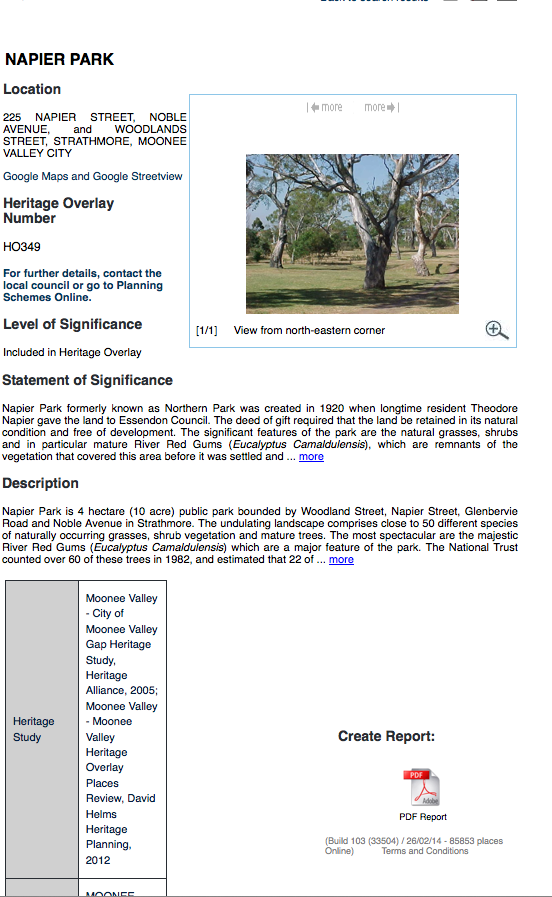 NAPIER PARK
Location
225 NAPIER STREET, NOBLE
AVENUE, and WOODLANDS
STREET, STRATHMORE, MOONEE
VALLEY CITY
Google Maps and Google Streetview
Heritage Overlay
Number
HO349
For further details, contact the
local council or go to Planning
Schemes Online.
Level of Significance
Included in Heritage Overlay
more more
[1/1] View from north-eastern corner
Statement of Significance
Napier Park formerly known as Northern Park was created in 1920 when longtime resident Theodore
Napier gave the land to Essendon Council. The deed of gift required that the land be retained in its natural
condition and free of development. The significant features of the park are the natural grasses, shrubs
and in particular mature River Red Gums (Eucalyptus Camaldulensis), which are remnants of the
vegetation that covered this area before it was settled and ... more
Description
Napier Park is 4 hectare (10 acre) public park bounded by Woodland Street, Napier Street, Glenbervie
Road and Noble Avenue in Strathmore. The undulating landscape comprises close to 50 different species
of naturally occurring grasses, shrub vegetation and mature trees. The most spectacular are the majestic
River Red Gums (Eucalyptus Camaldulensis) which are a major feature of the park. The National Trust
counted over 60 of these trees in 1982, and estimated that 22 of ... more
Heritage
Study
Moonee Valley
- City of
Moonee Valley
Gap Heritage
Study,
Heritage
Alliance, 2005;
Moonee Valley
- Moonee
Valley
Heritage
Overlay
Places
Review, David
Helms
Heritage
Planning,
2012
MOONEE
Create Report:
PDF
Adobe
PDF Report
(Build 103 (33504) / 26/02/14 - 85853 places
Online) Terms and Conditions